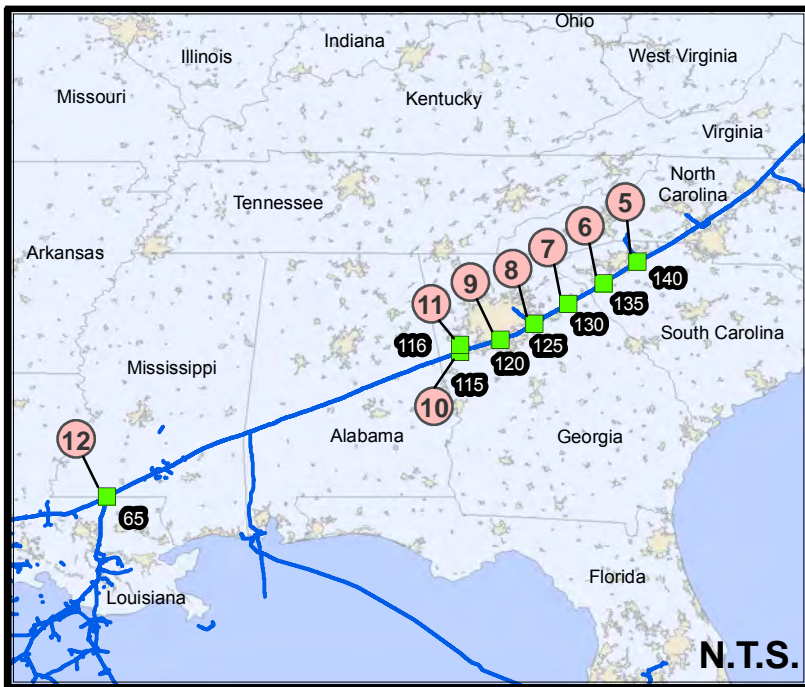 Ohio
Indiana
Illinois
West Virginia
Missouri
Kentucky
Virginia
North
Carolina
Tennessee
5
6
7
8
9
11
Arkansas
140
135
130
125
120
116
115
South Carolina
Mississippi
10
Alabama
Georgia
12
65
Florida
Louisiana
N.T.S.